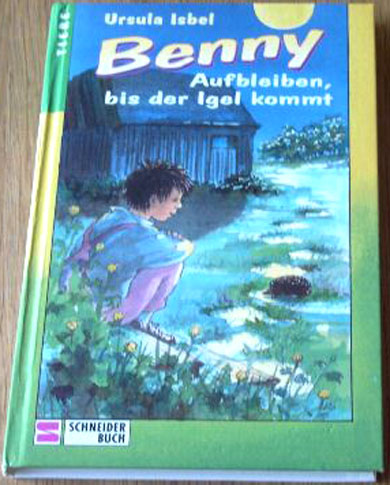 Ursula Isbel
Benny
Aufbleiben,
bis der Igel kommt
SCHNEIDER
BUCH